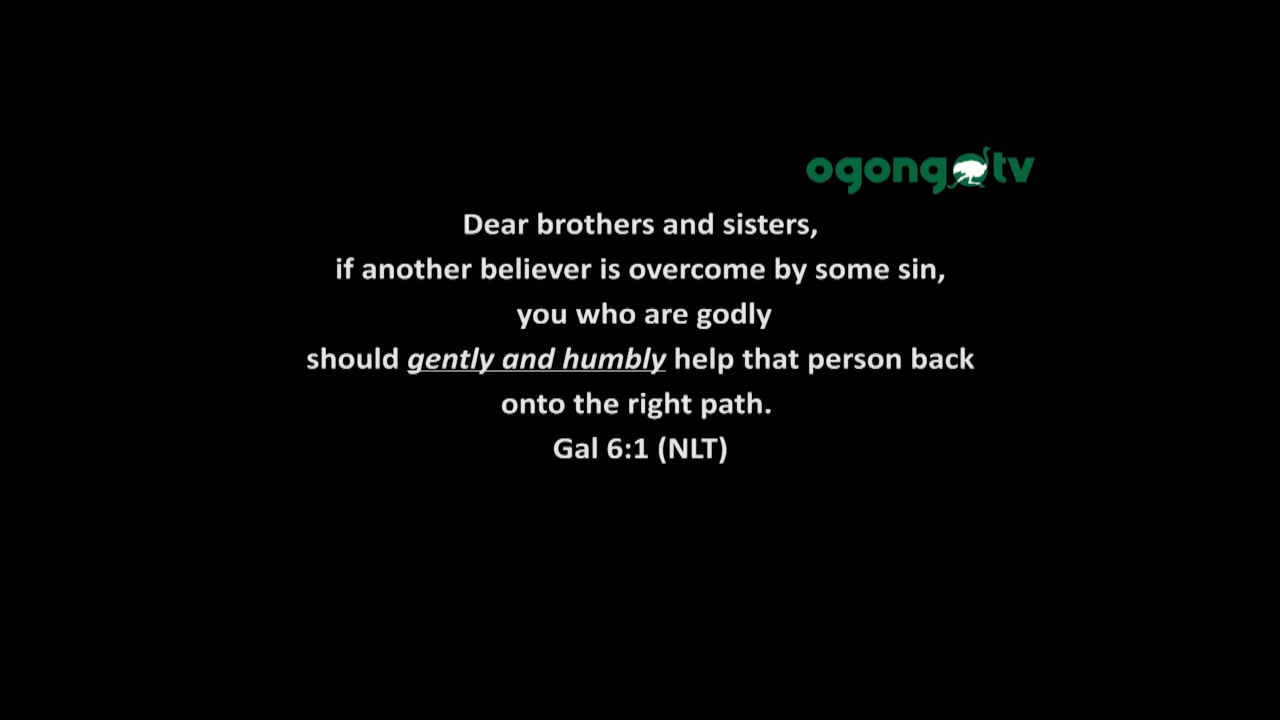 ogongo tv
Dear brothers and sisters,
if another believer is overcome by some sin,
you who are godly
should gently and humbly help that person back
onto the right path.
Gal 6:1 (NLT)